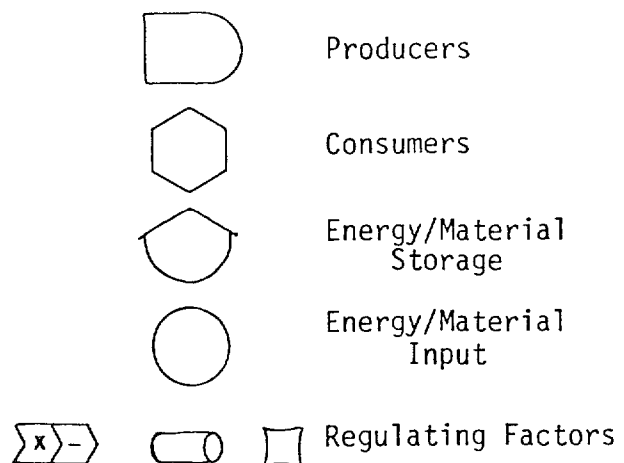 Producers
Consumers
Energy/Material
Storage
Energy/Material
Input
x - Regulating Factors